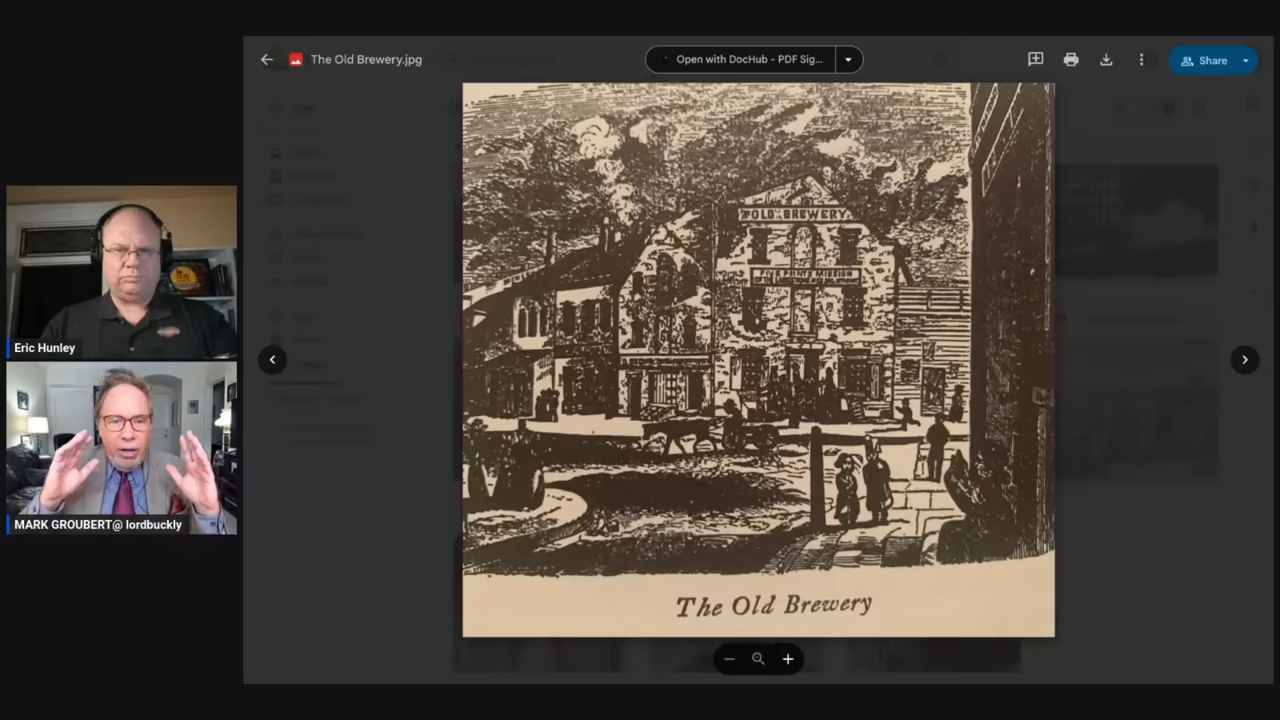 The Old Brewery.jpg
Open with DocHub - PDF Sig...
Share
OLD BREWERY
FIVE POINTS MISSION
Eric Hunley
MARK GROUBERT@ lordbuckly
The Old Brewery